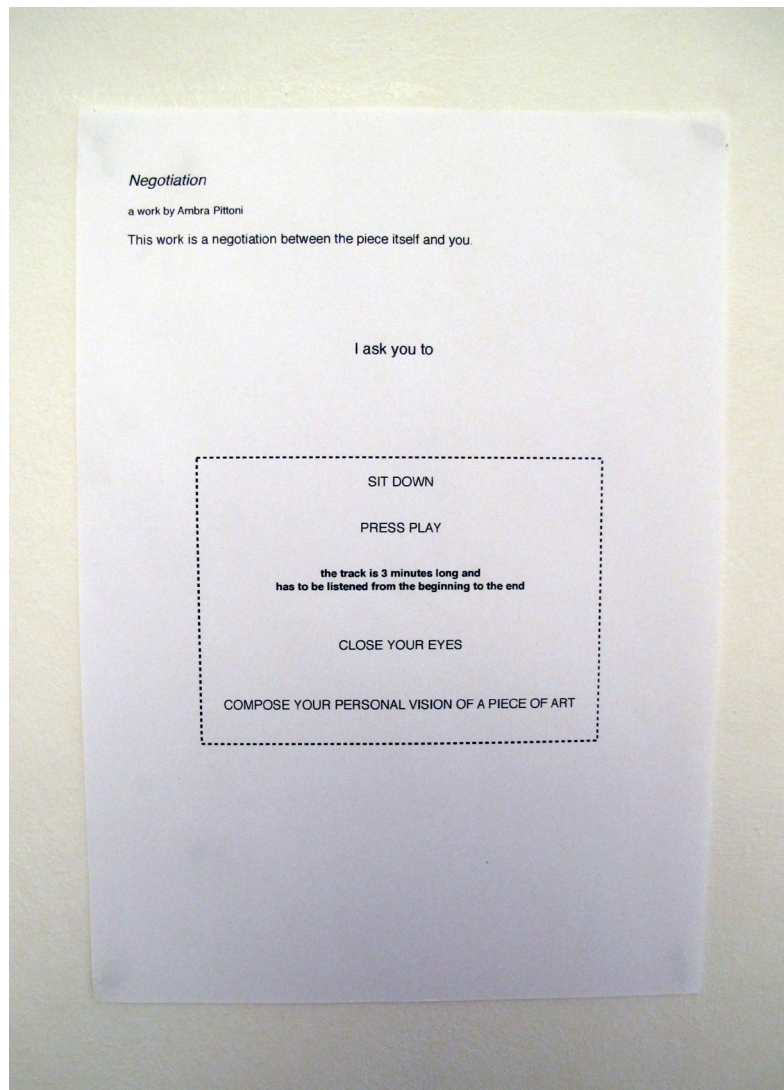 Negotiation
a work by Ambra Pittoni
This work is a negotiation between the piece itself and you.
I ask you to
SIT DOWN
PRESS PLAY
the track is 3 minutes long and
has to be listened from the beginning to the end
CLOSE YOUR EYES
COMPOSE YOUR PERSONAL VISION OF A PIECE OF ART